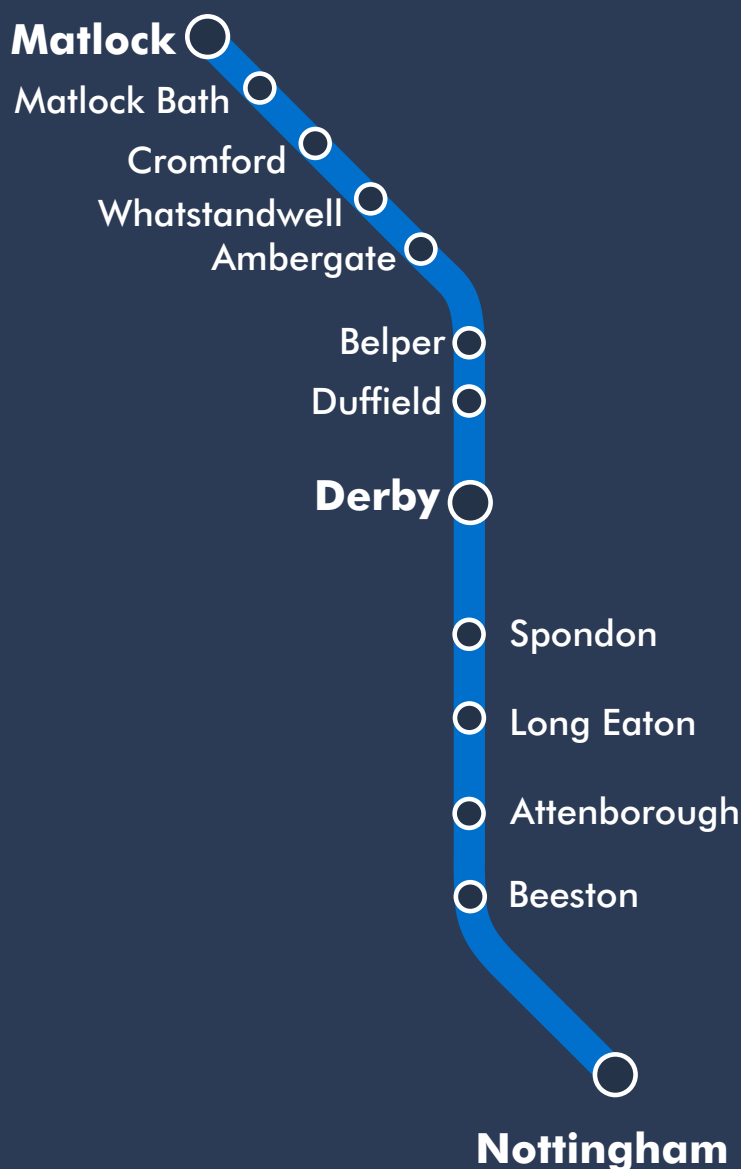 Matlock
Matlock Bath
Cromford
Whatstandwell
Ambergate
Belper
Duffield
Derby
Spondon
Long Eaton
Attenborough
Beeston
Nottingham